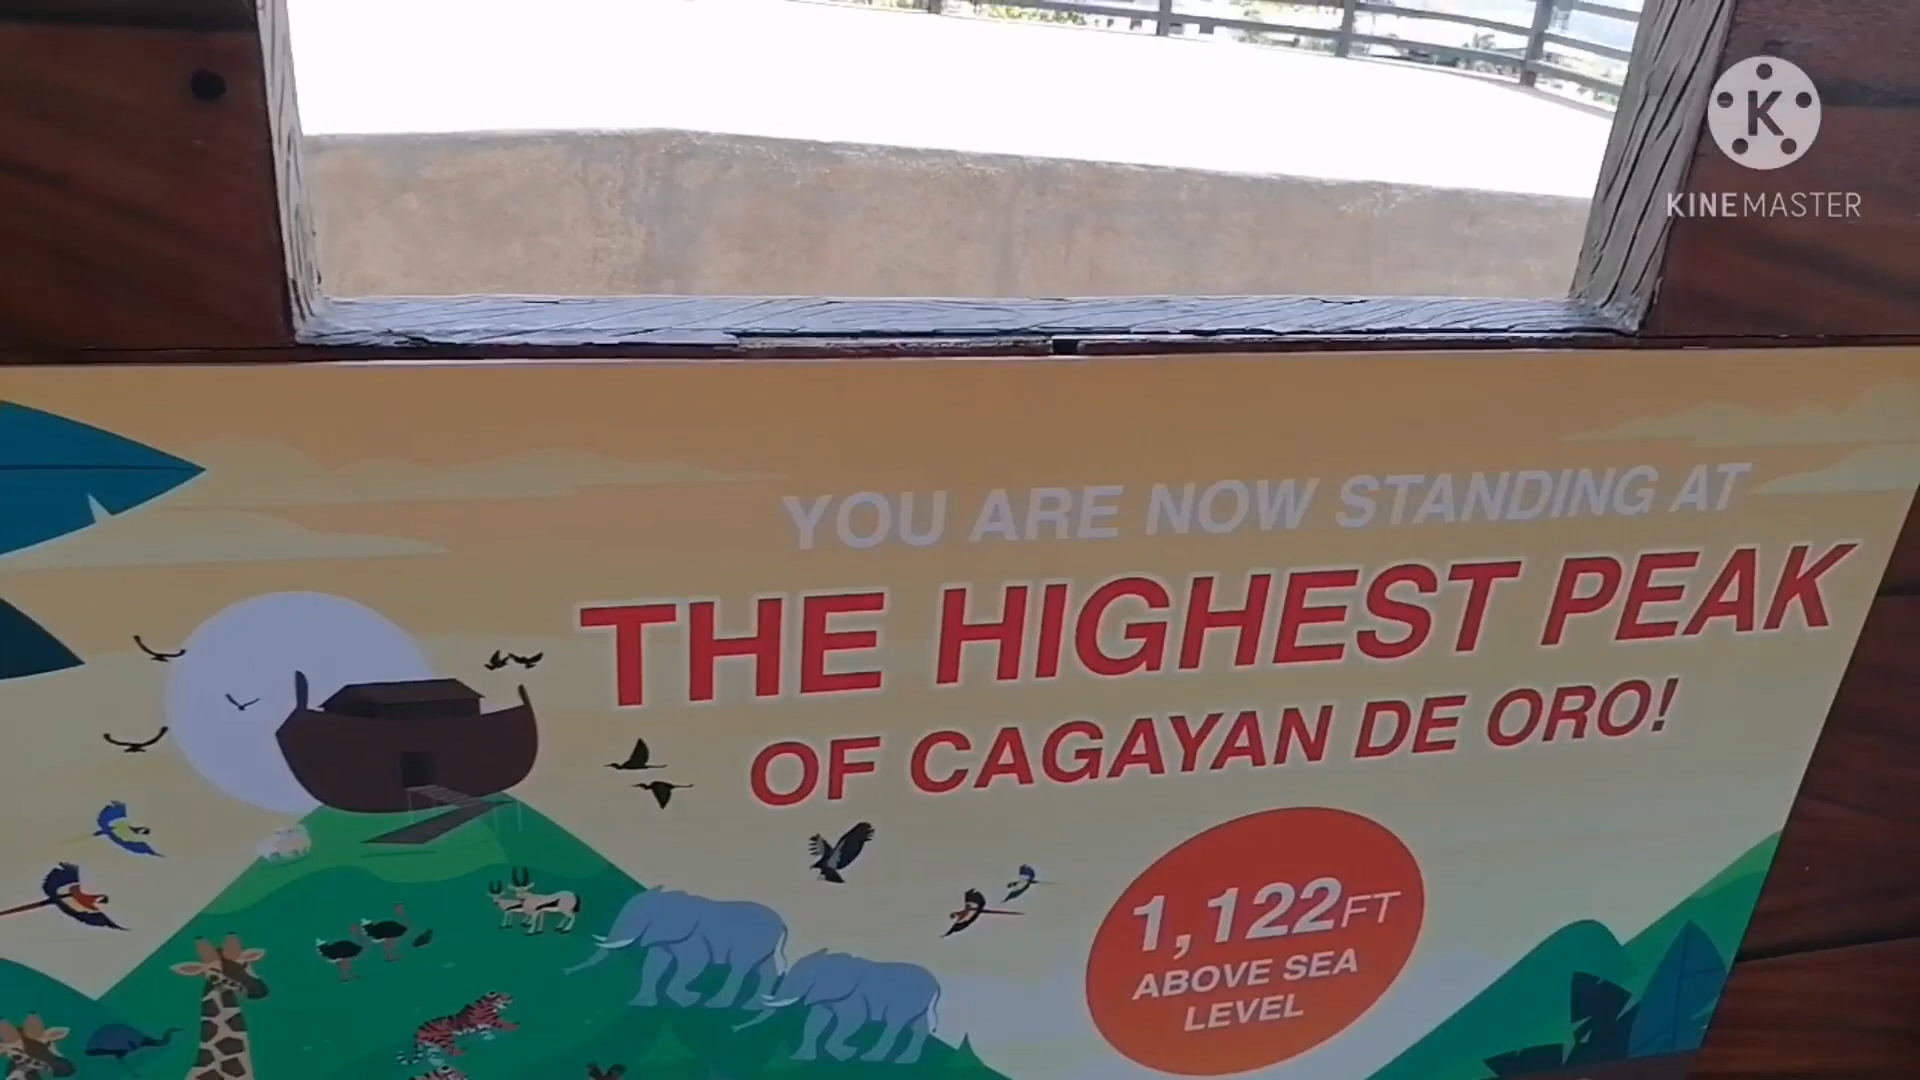 K
KINEMASTER
YOU ARE NOW STANDING AT
THE HIGHEST PEAK
OF CAGAYAN DE ORO!
1,122FT
ABOVE SEA
LEVEL